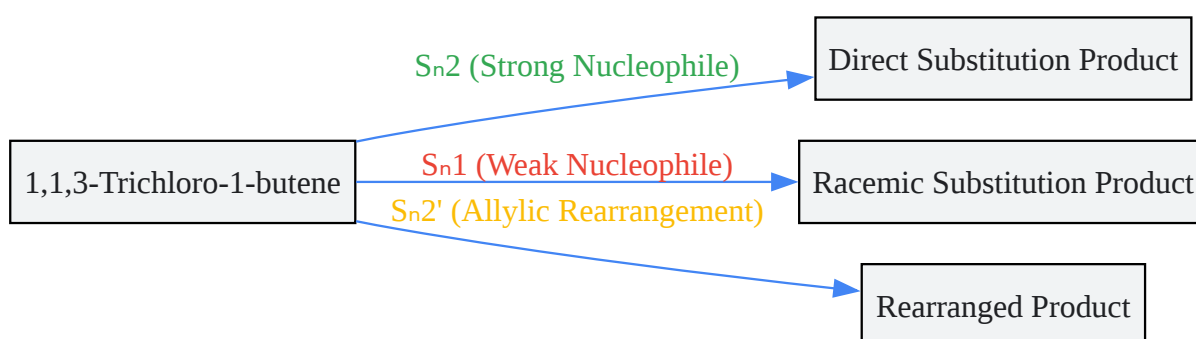 Sₙ2 (Strong Nucleophile)
Direct Substitution Product
1,1,3-Trichloro-1-butene
Sₙ1 (Weak Nucleophile)
Racemic Substitution Product
Sₙ2' (Allylic Rearrangement)
Rearranged Product